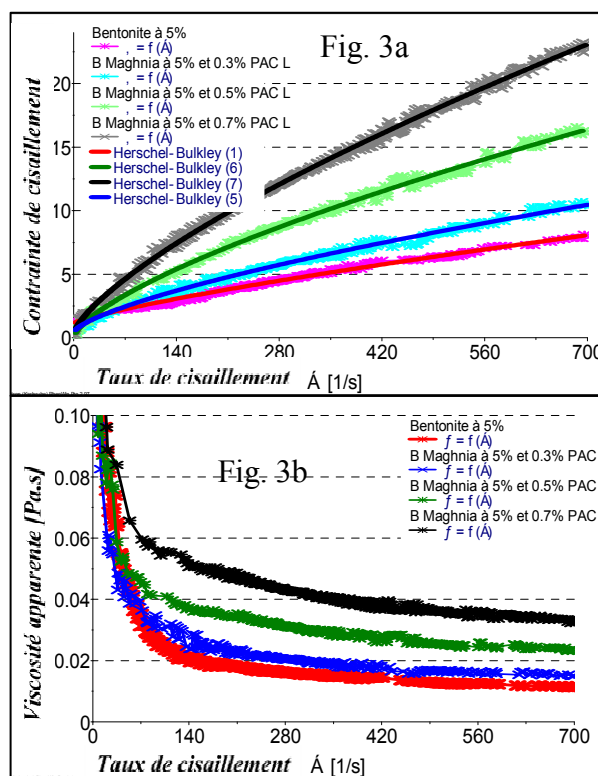 Fig. 3a
Bentonite à 5%
, = f (Á)
B Maghnia à 5% et 0.3% PAC L
, = f (Á)
B Maghnia à 5% et 0.5% PAC L
, = f (Á)
B Maghnia à 5% et 0.7% PAC L
, = f (Á)
Herschel-Bulkley (1)
Herschel-Bulkley (6)
Herschel-Bulkley (7)
Herschel-Bulkley (5)
Contrainte de cisaillement
20
15
10
5
0
0 140 280 420 560 700
Taux de cisaillement Á [1/s]
Fig. 3b
Bentonite à 5%
ƒ = f (Á)
B Maghnia à 5% et 0.3% PAC
ƒ = f (Á)
B Maghnia à 5% et 0.5% PAC
ƒ = f (Á)
B Maghnia à 5% et 0.7% PAC
ƒ = f (Á)
Viscosité apparente [Pa.s]
0.10
0.08
0.06
0.04
0.02
0
0 140 280 420 560 700
Taux de cisaillement Á [1/s]